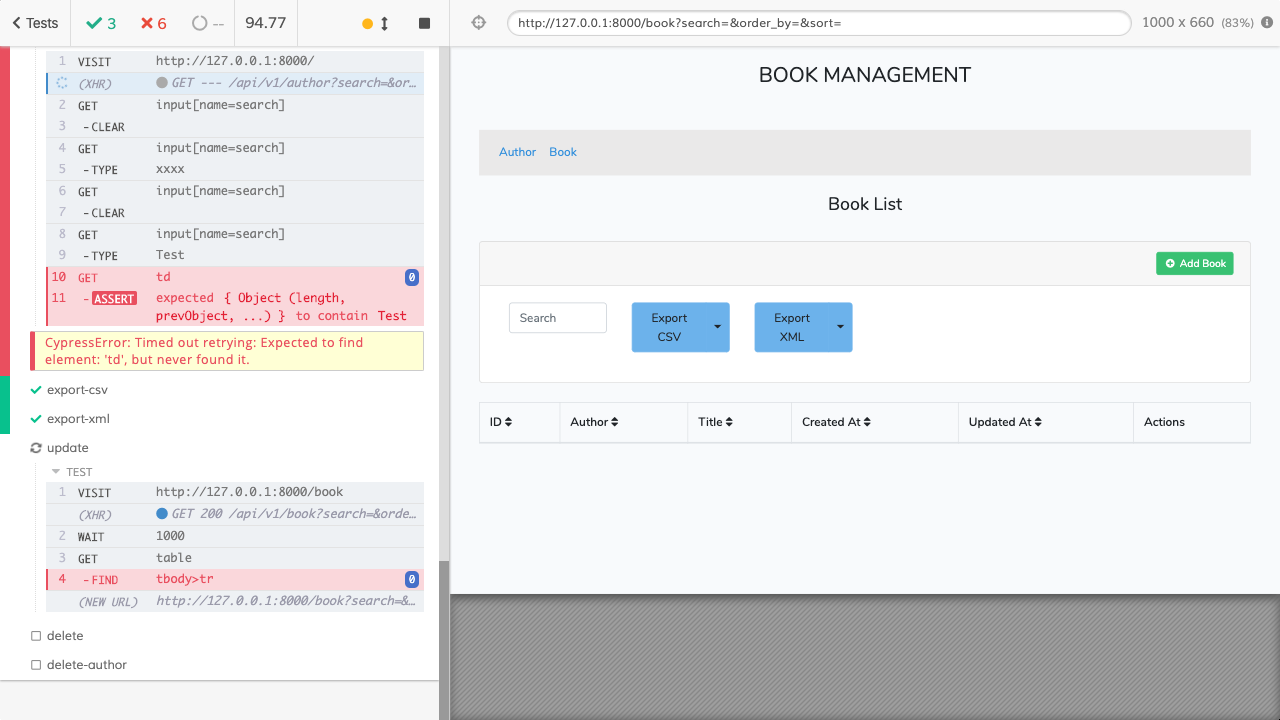 Tests
3
6
--
94.77
http://127.0.0.1:8000/book?search=&order_by=&sort=
1000 x 660 (83%)
1 VISIT http://127.0.0.1:8000/
(XHR) GET --- /api/v1/author?search=&or…
2 GET input[name=search]
3 -CLEAR
4 GET input[name=search]
5 -TYPE xxxx
6 GET input[name=search]
7 -CLEAR
8 GET input[name=search]
9 -TYPE Test
10 GET td 0
11 -ASSERT expected { Object (length,
prevObject, ...) } to contain Test
CypressError: Timed out retrying: Expected to find
element: 'td', but never found it.
export-csv
export-xml
update
TEST
1 VISIT http://127.0.0.1:8000/book
(XHR) GET 200 /api/v1/book?search=&orde…
2 WAIT 1000
3 GET table
4 -FIND tbody>tr 0
(NEW URL) http://127.0.0.1:8000/book?search=&…
delete
delete-author
BOOK MANAGEMENT
Author Book
Book List
Add Book
Search
Export
CSV
Export
XML
ID Author Title Created At Updated At Actions